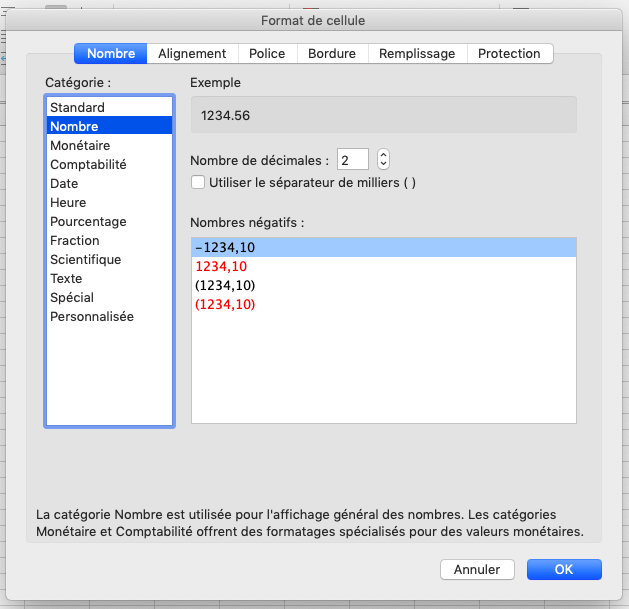 Format de cellule
Nombre Alignement Police Bordure Remplissage Protection
Catégorie :
Standard
Nombre
Monétaire
Comptabilité
Date
Heure
Pourcentage
Fraction
Scientifique
Texte
Spécial
Personnalisée
Exemple
1234.56
Nombre de décimales : 2
Utiliser le séparateur de milliers ( )
Nombres négatifs :
-1234,10
1234,10
(1234,10)
(1234,10)
La catégorie Nombre est utilisée pour l'affichage général des nombres. Les catégories
Monétaire et Comptabilité offrent des formatages spécialisés pour des valeurs monétaires.
Annuler OK